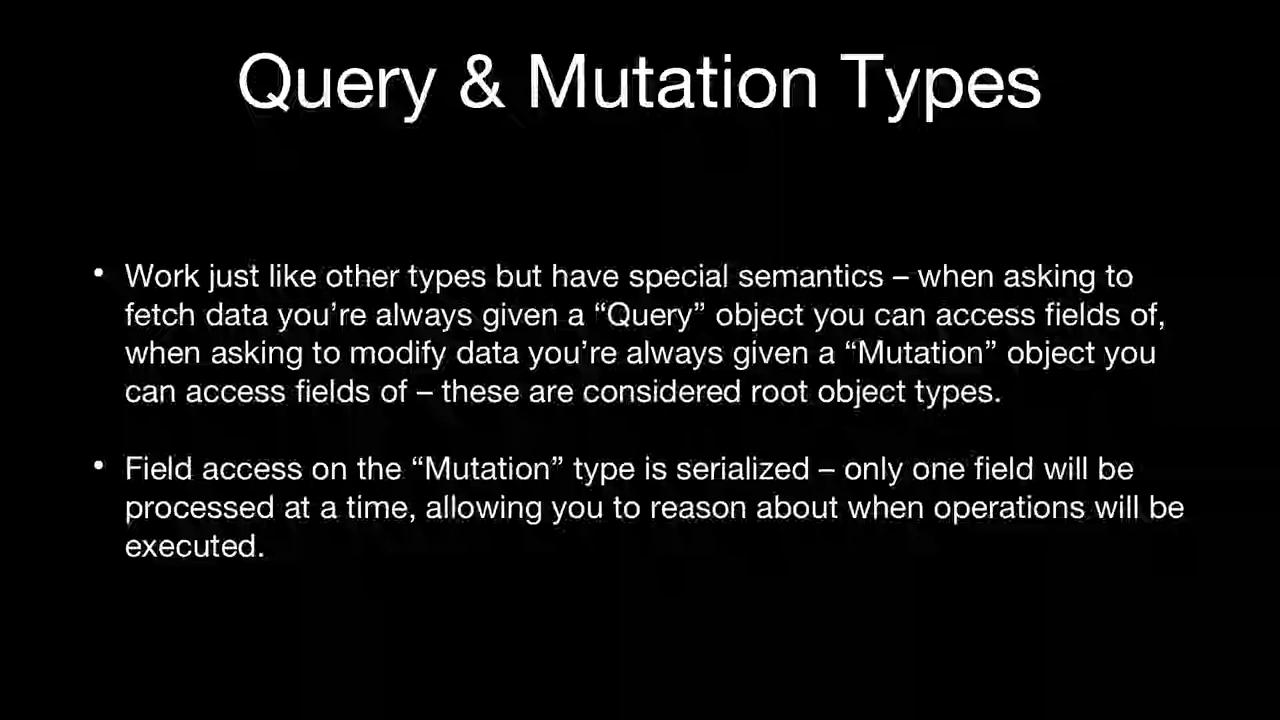 Query & Mutation Types
• Work just like other types but have special semantics – when asking to
fetch data you’re always given a “Query” object you can access fields of,
when asking to modify data you’re always given a “Mutation” object you
can access fields of – these are considered root object types.
• Field access on the “Mutation” type is serialized – only one field will be
processed at a time, allowing you to reason about when operations will be
executed.